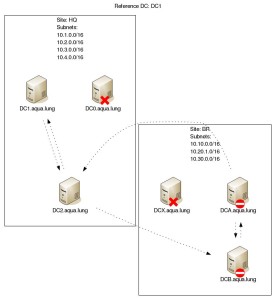 Reference DC: DC1
Site: HQ
Subnets:
10.1.0.0/16
10.2.0.0/16
10.3.0.0/16
10.4.0.0/16
DC1.aqua.lung
DC0.aqua.lung
Site: BR
Subnets:
10.10.0.0/16
10.20.1.0/16
10.30.0.0/16
DC2.aqua.lung
DCX.aqua.lung
DCA.aqua.lung
DCB.aqua.lung